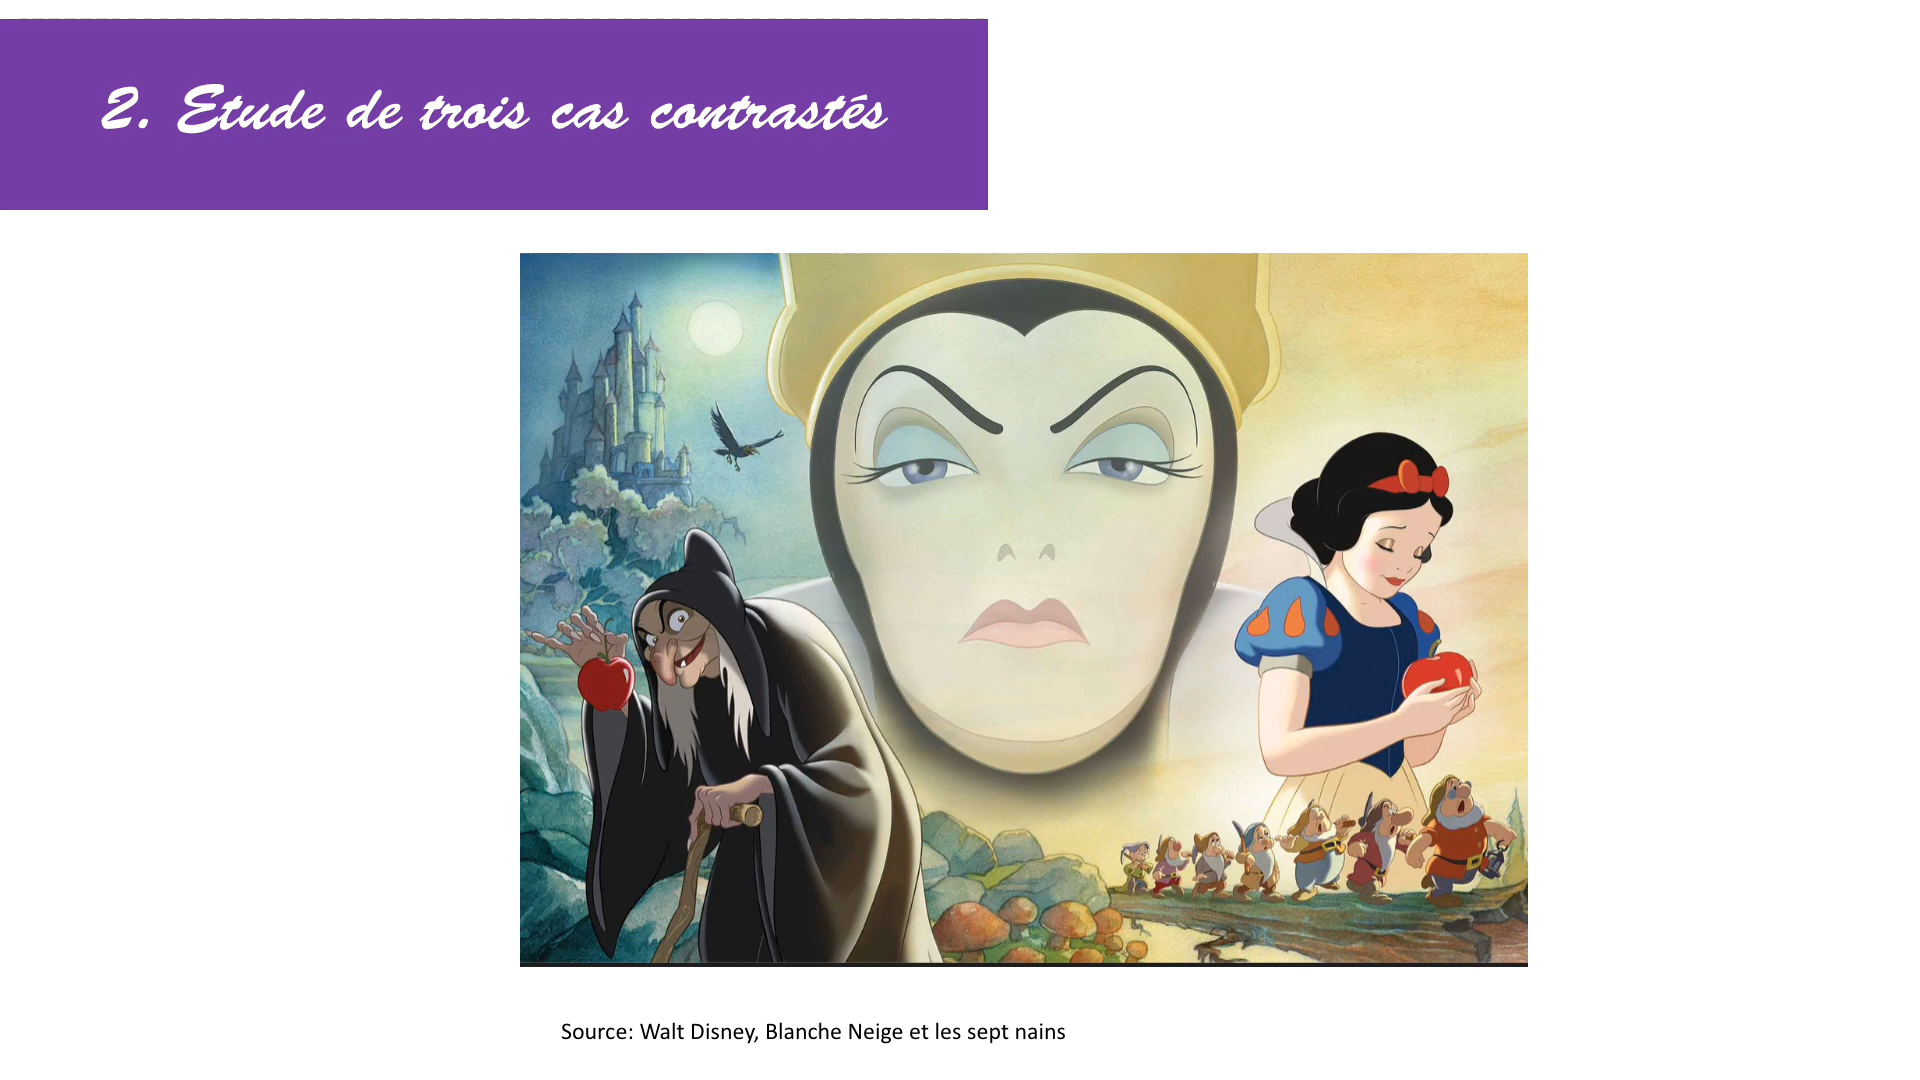 2. Etude de trois cas contrastés
Source: Walt Disney, Blanche Neige et les sept nains